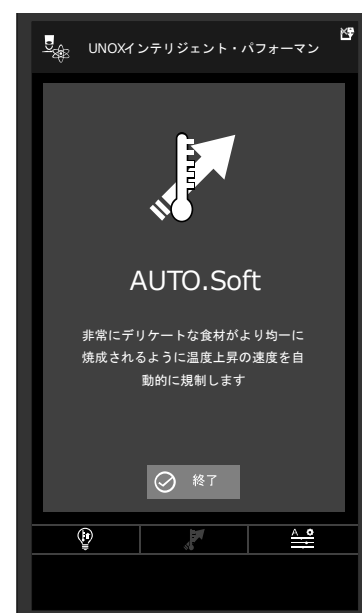 UNOXインテリジェント・パフォーマン
AUTO.Soft
非常にデリケートな食材がより均一に
焼成されるように温度上昇の速度を自
動的に規制します
終了
A